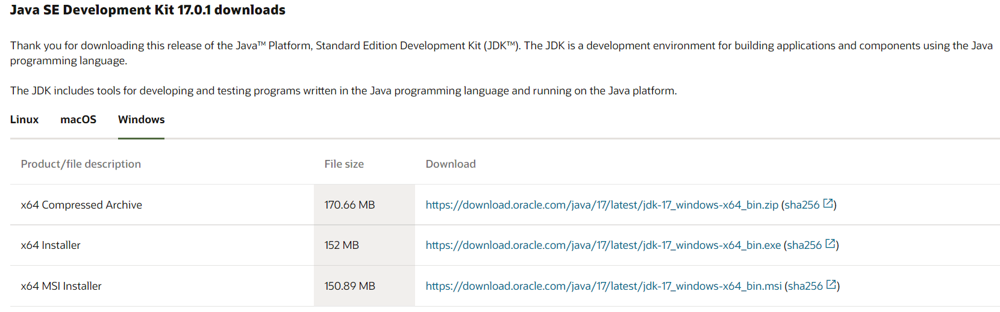 Java SE Development Kit 17.0.1 downloads
Thank you for downloading this release of the Java™ Platform, Standard Edition Development Kit (JDK™). The JDK is a development environment for building applications and components using the Java
programming language.
The JDK includes tools for developing and testing programs written in the Java programming language and running on the Java platform.
Linux macOS Windows
Product/file description File size Download
x64 Compressed Archive 170.66 MB https://download.oracle.com/java/17/latest/jdk-17_windows-x64_bin.zip (sha256)
x64 Installer 152 MB https://download.oracle.com/java/17/latest/jdk-17_windows-x64_bin.exe (sha256)
x64 MSI Installer 150.89 MB https://download.oracle.com/java/17/latest/jdk-17_windows-x64_bin.msi (sha256)